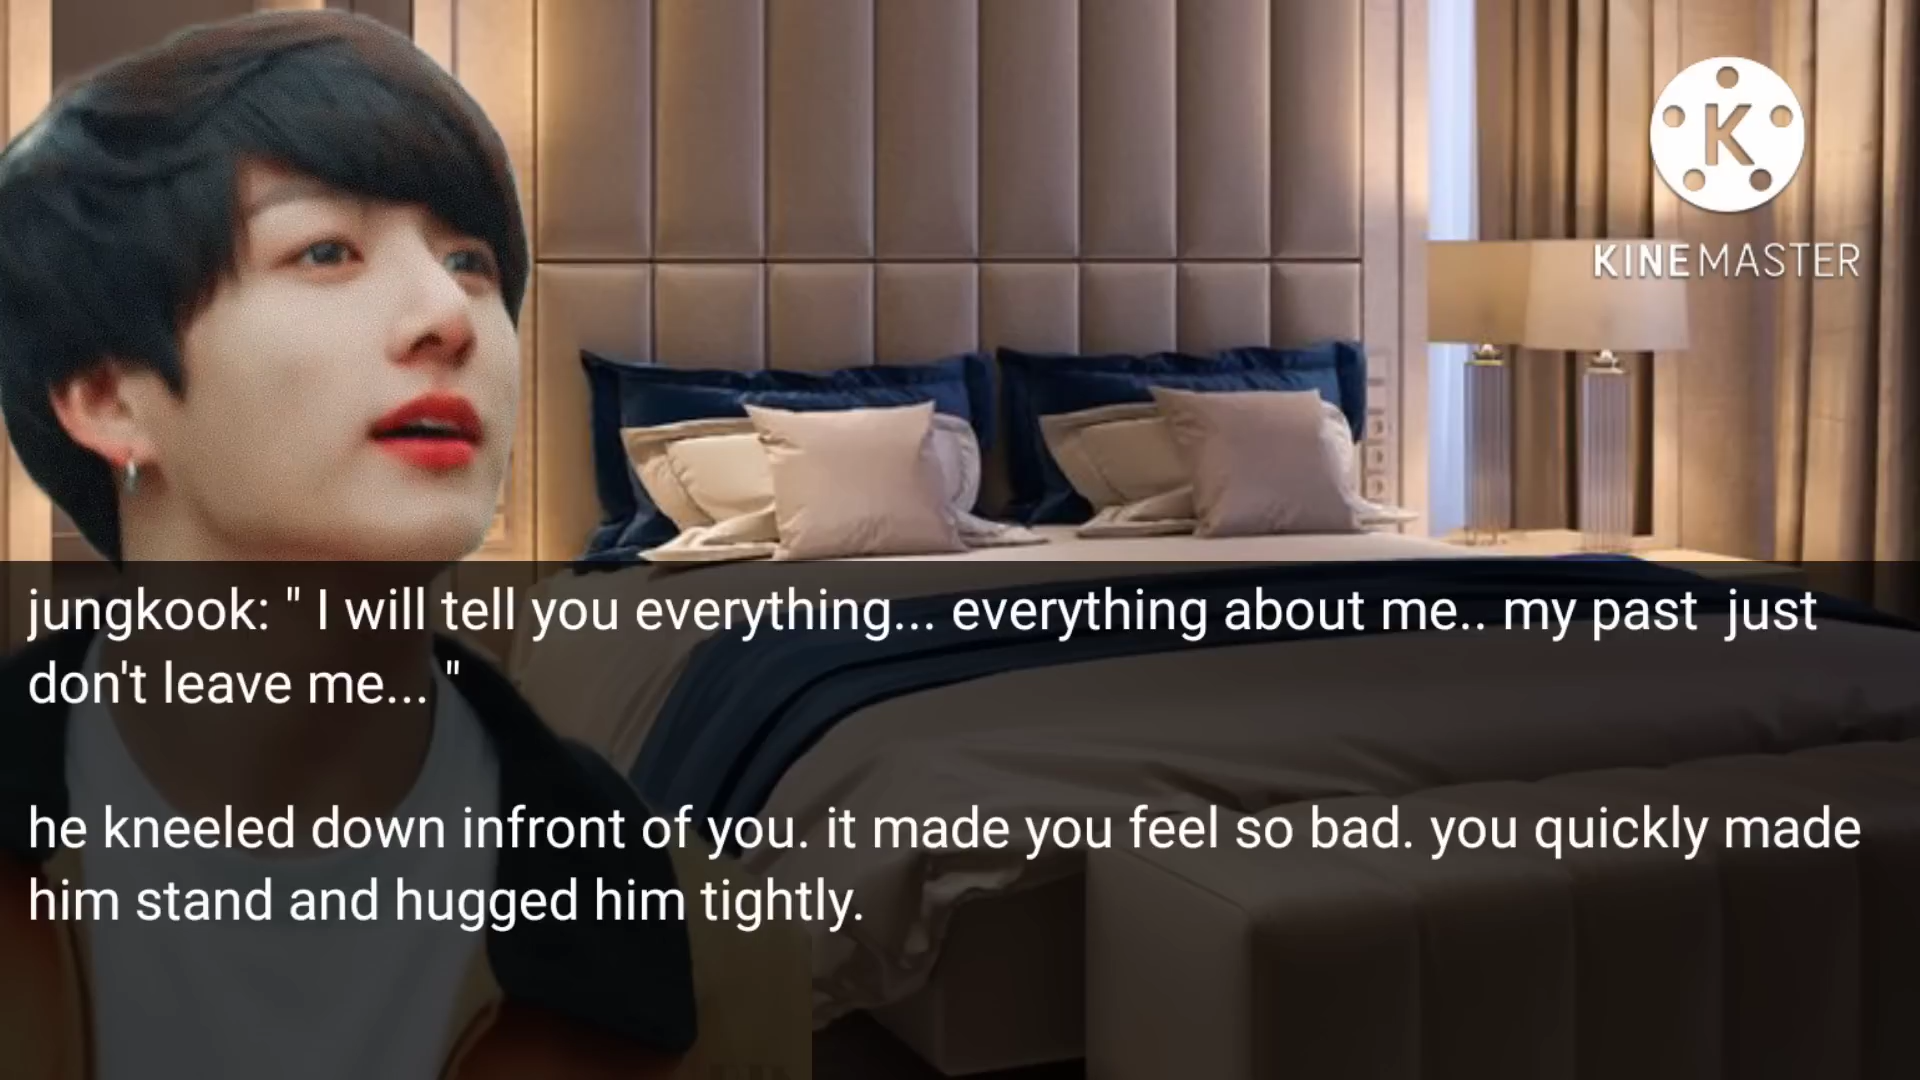 K
KINEMASTER
jungkook: " I will tell you everything... everything about me.. my past  just
don't leave me... "
he kneeled down infront of you. it made you feel so bad. you quickly made
him stand and hugged him tightly.